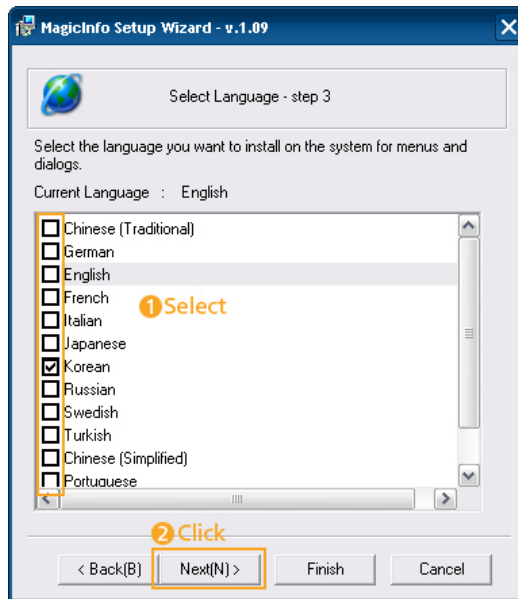 MagicInfo Setup Wizard - v.1.09
Select Language - step 3
Select the language you want to install on the system for menus and
dialogs.
Current Language : English
Chinese (Traditional)
German
English
French
1 Select
Italian
Japanese
Korean
Russian
Swedish
Turkish
Chinese (Simplified)
Portuguese
2 Click
< Back(B)
Next(N) >
Finish
Cancel